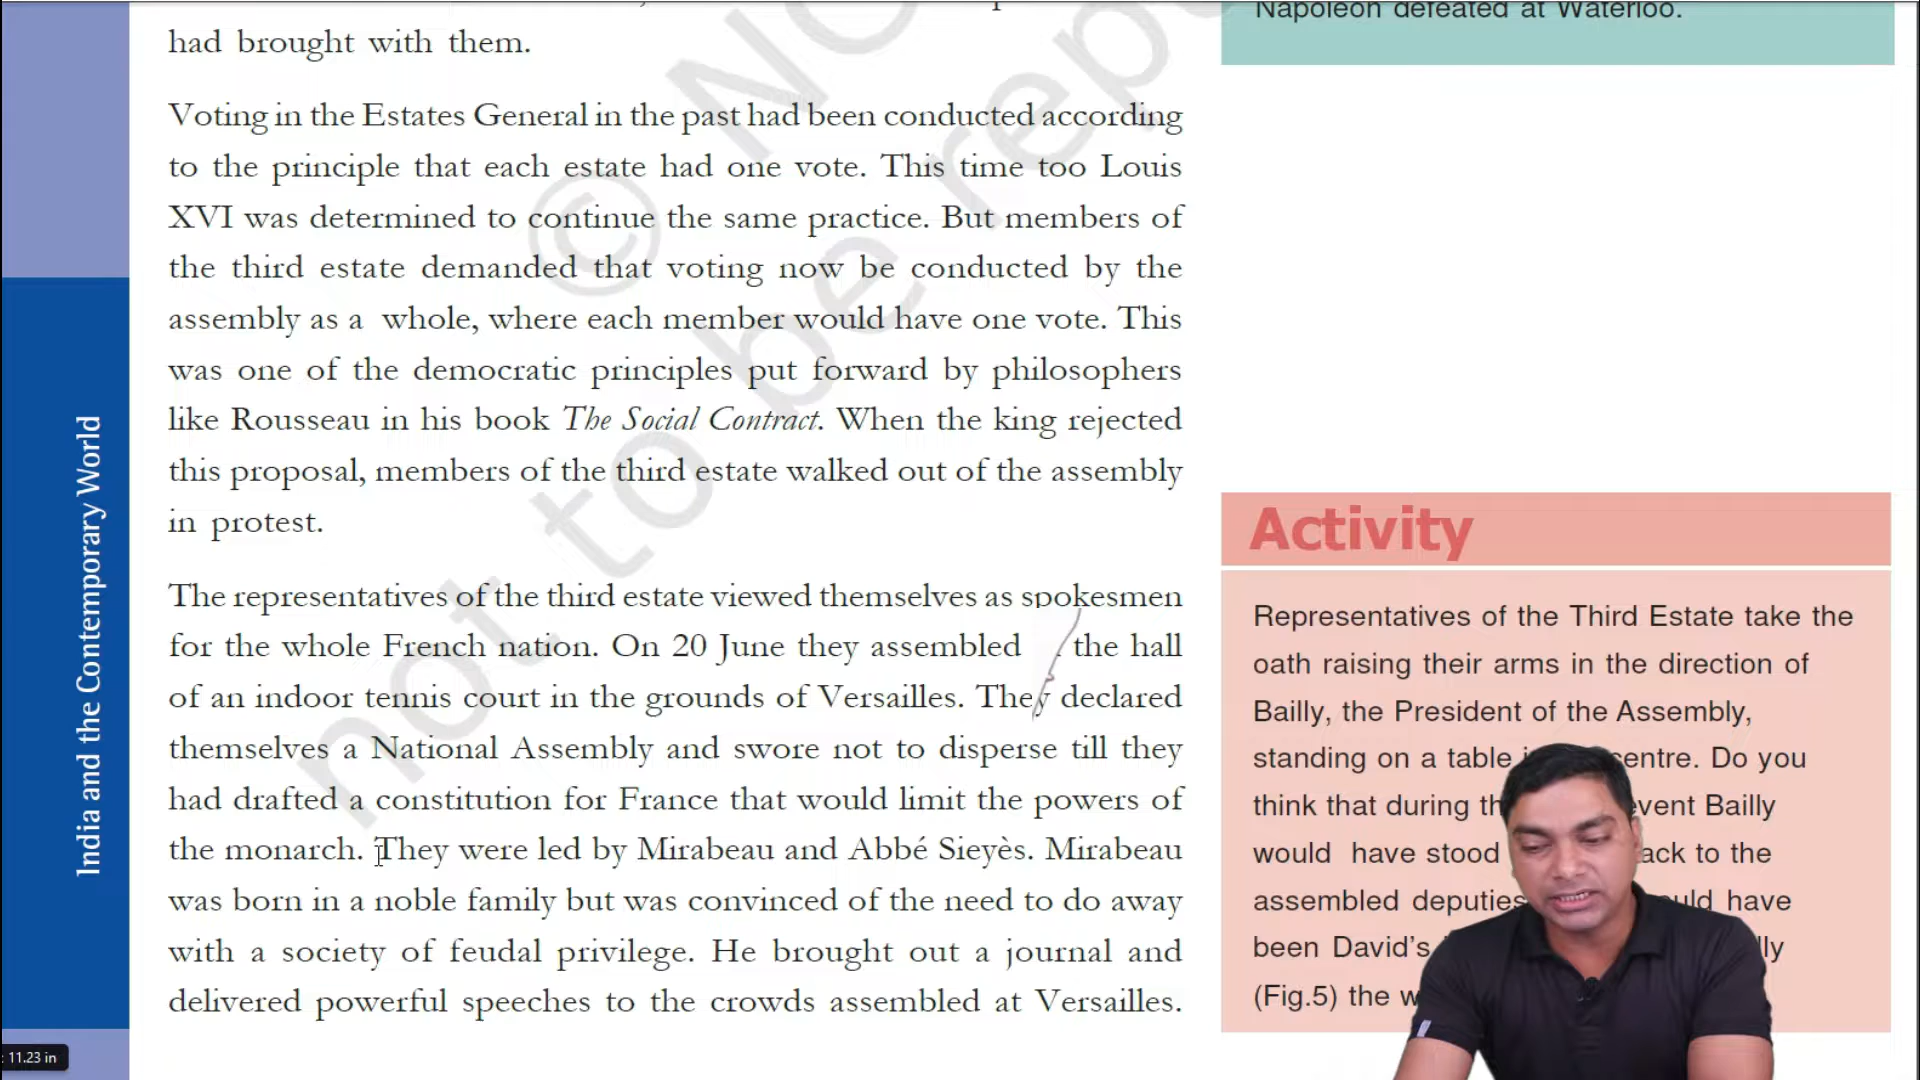 Napoleon defeated at Waterloo.
had brought with them.
Voting in the Estates General in the past had been conducted according
to the principle that each estate had one vote. This time too Louis
XVI was determined to continue the same practice. But members of
the third estate demanded that voting now be conducted by the
assembly as a whole, where each member would have one vote. This
was one of the democratic principles put forward by philosophers
like Rousseau in his book The Social Contract. When the king rejected
this proposal, members of the third estate walked out of the assembly
in protest.
The representatives of the third estate viewed themselves as spokesmen
for the whole French nation. On 20 June they assembled the hall
of an indoor tennis court in the grounds of Versailles. They declared
themselves a National Assembly and swore not to disperse till they
had drafted a constitution for France that would limit the powers of
the monarch. They were led by Mirabeau and Abbé Sieyès. Mirabeau
was born in a noble family but was convinced of the need to do away
with a society of feudal privilege. He brought out a journal and
delivered powerful speeches to the crowds assembled at Versailles.
Activity
Representatives of the Third Estate take the
oath raising their arms in the direction of
Bailly, the President of the Assembly,
standing on a table centre. Do you
think that during Bailly
would have stood to the
assembled deputies have
been David's
(Fig.5) the
India and the Contemporary World
not to be
©
: 11.23 in